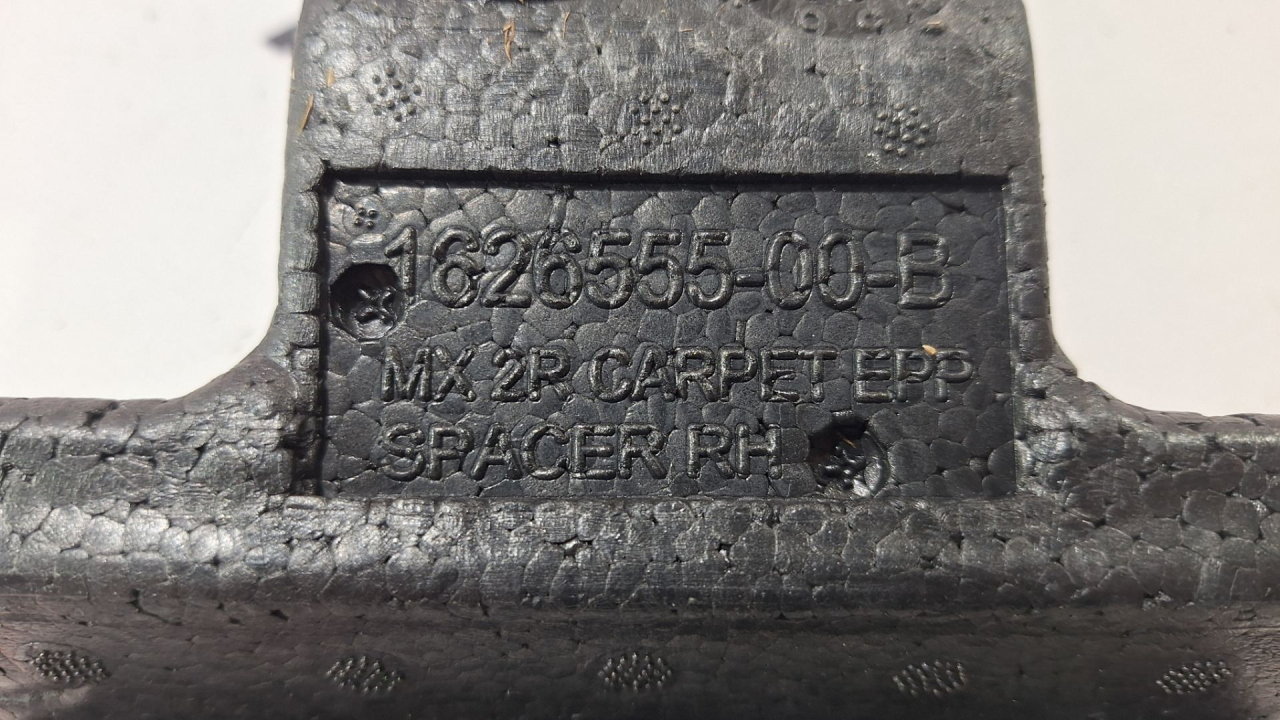 1626555-00-B
MX 2R CARPET EPP
SPACER RH